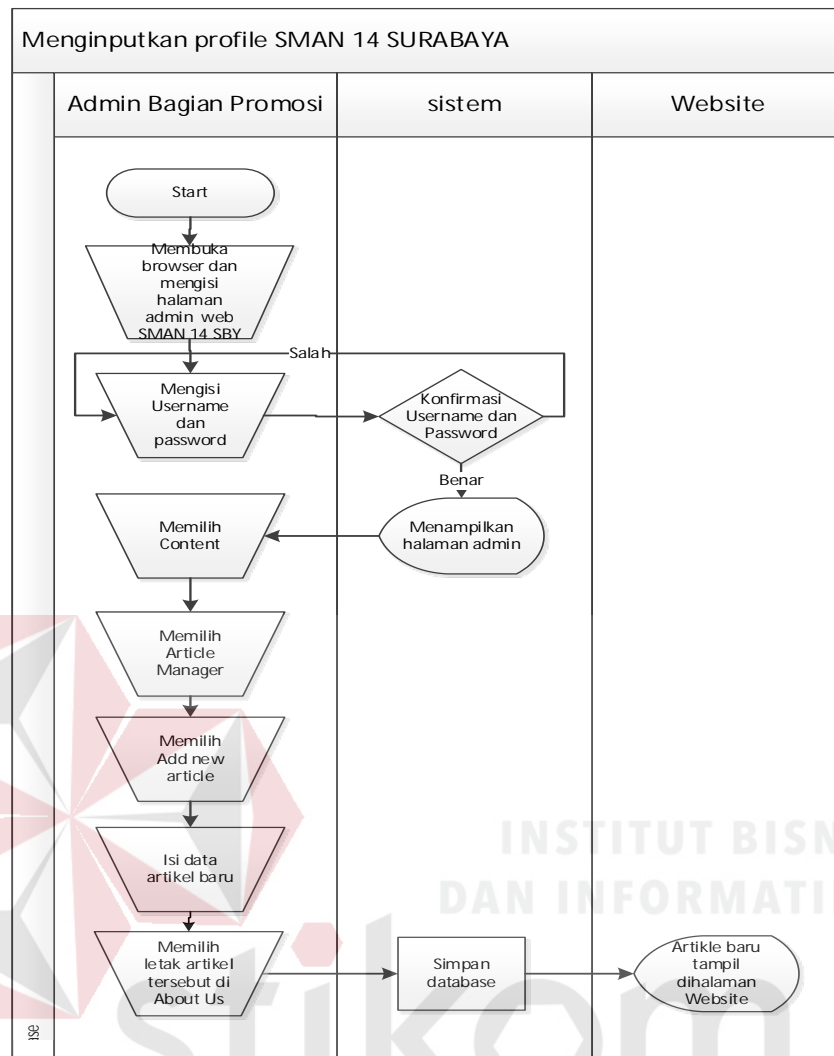 Menginputkan profile SMAN 14 SURABAYA
Admin Bagian Promosi
sistem
Website
Start
Membuka
browser dan
mengisi
halaman
admin web
SMAN 14 SBY
Salah
Mengisi
Username
dan
password
Konfirmasi
Username dan
Password
Benar
Memilih
Content
Menampilkan
halaman admin
Memilih
Article
Manager
Memilih
Add new
article
Isi data
artikel baru
INSTITUT BISN
DAN INFORMATI
Memilih
letak artikel
tersebut di
About Us
Simpan
database
Artikle baru
tampil
dihalaman
Website
stikom